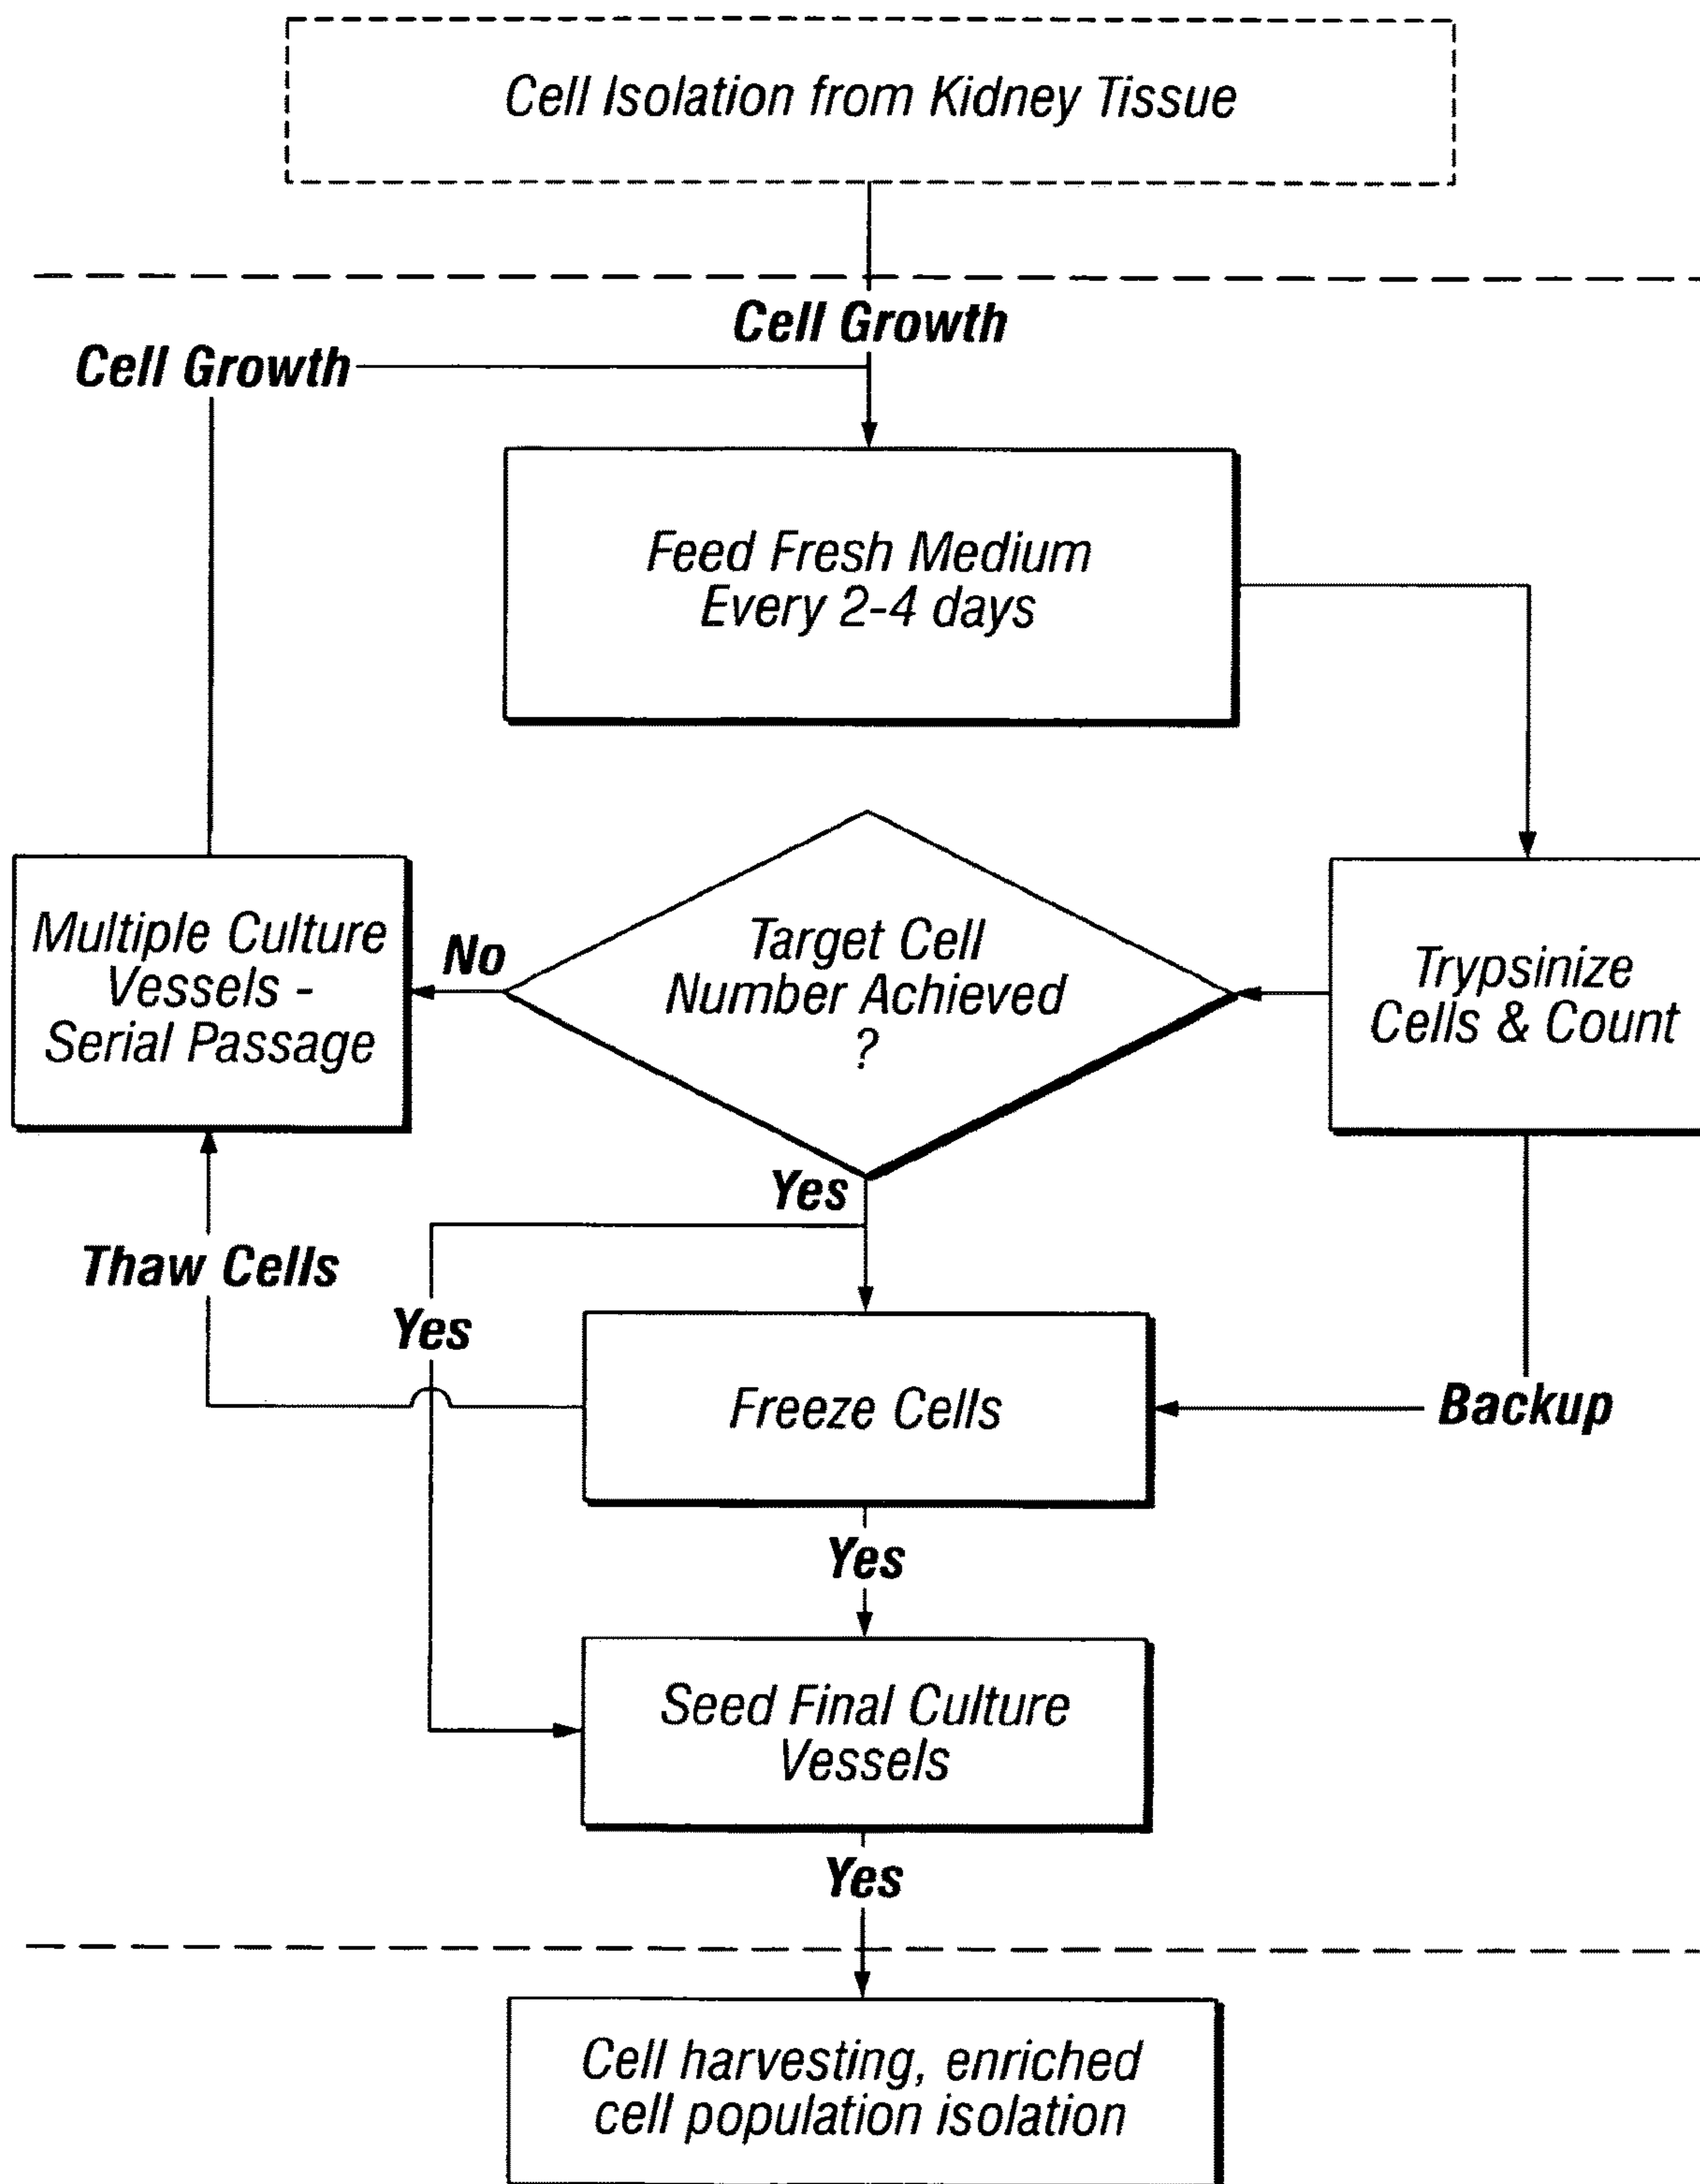 Cell Isolation from Kidney Tissue
Cell Growth
Cell Growth
Feed Fresh Medium
Every 2-4 days
Multiple Culture
Vessels -
Serial Passage
No
Target Cell
Number Achieved
?
Trypsinize
Cells & Count
Yes
Thaw Cells
Yes
Freeze Cells
Backup
Yes
Seed Final Culture
Vessels
Yes
Cell harvesting, enriched
cell population isolation